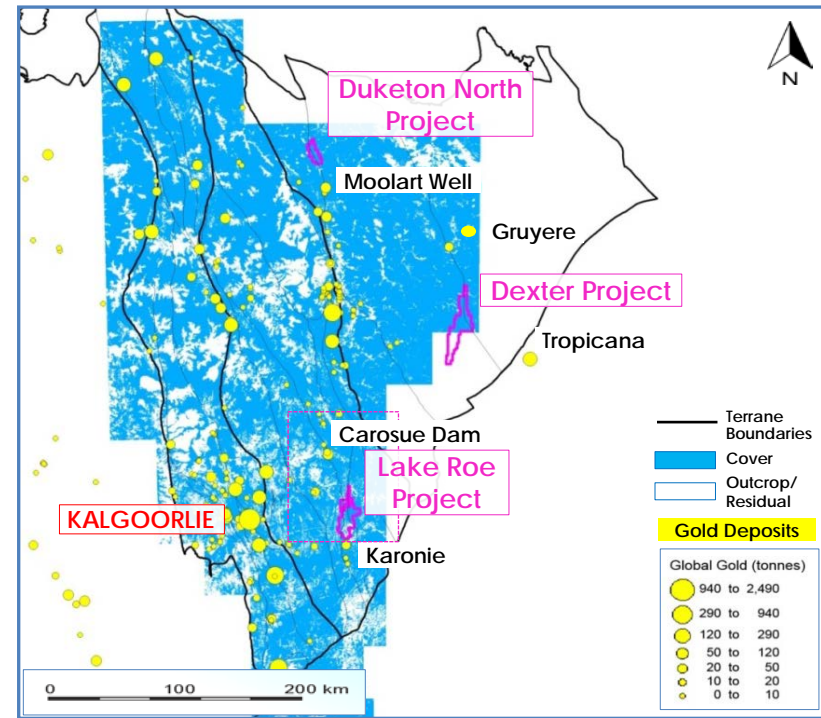 N
Duketon North
Project
Moolart Well
Gruyere
Dexter Project
Tropicana
Carosue Dam
Lake Roe
Project
KALGOORLIE
Karonie
Terrane
Boundaries
Cover
Outcrop/
Residual
Gold Deposits
Global Gold (tonnes)
940 to 2,490
290 to 940
120 to 290
50 to 120
20 to 50
10 to 20
0 to 10
0 100 200 km